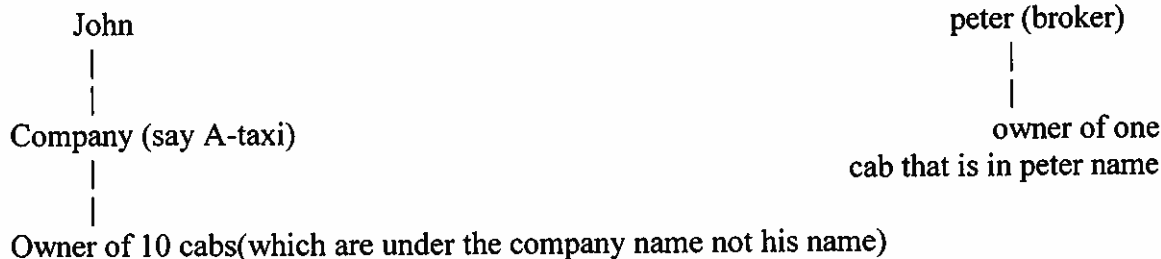 John
peter (broker)
Company (say A-taxi)
owner of one
cab that is in peter name
Owner of 10 cabs(which are under the company name not his name)